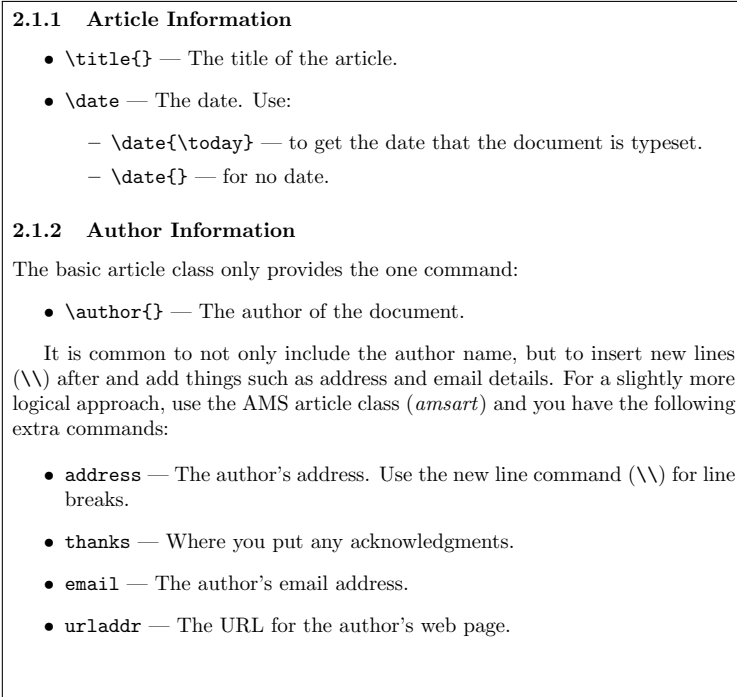 2.1.1 Article Information
• \title{} — The title of the article.
• \date — The date. Use:
– \date{\today} — to get the date that the document is typeset.
– \date{} — for no date.
2.1.2 Author Information
The basic article class only provides the one command:
• \author{} — The author of the document.
It is common to not only include the author name, but to insert new lines
(\\) after and add things such as address and email details. For a slightly more
logical approach, use the AMS article class (amsart) and you have the following
extra commands:
• address — The author's address. Use the new line command (\\) for line
breaks.
• thanks — Where you put any acknowledgments.
• email — The author's email address.
• urladdr — The URL for the author's web page.